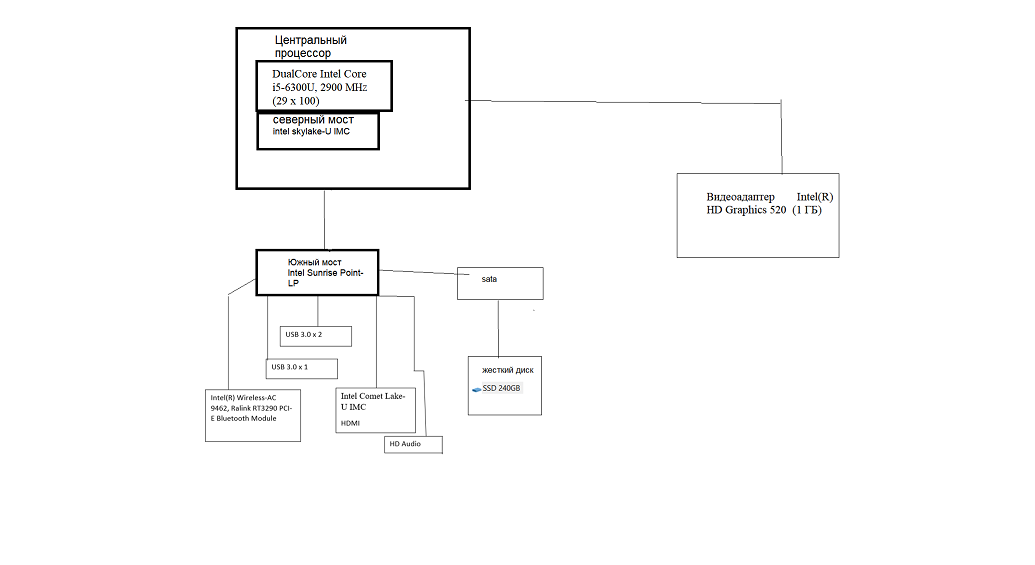 Центральный
процессор
DualCore Intel Core
i5-6300U, 2900 MHz
(29 x 100)
северный мост
intel skylake-U IMC
Видеоадаптер Intel(R)
HD Graphics 520 (1 ГБ)
Южный мост
Intel Sunrise Point-
LP
sata
USB 3.0 x 2
USB 3.0 x 1
жесткий диск
SSD 240GB
Intel(R) Wireless-AC
9462, Ralink RT3290 PCI-
E Bluetooth Module
Intel Comet Lake-
U IMC
HDMI
HD Audio